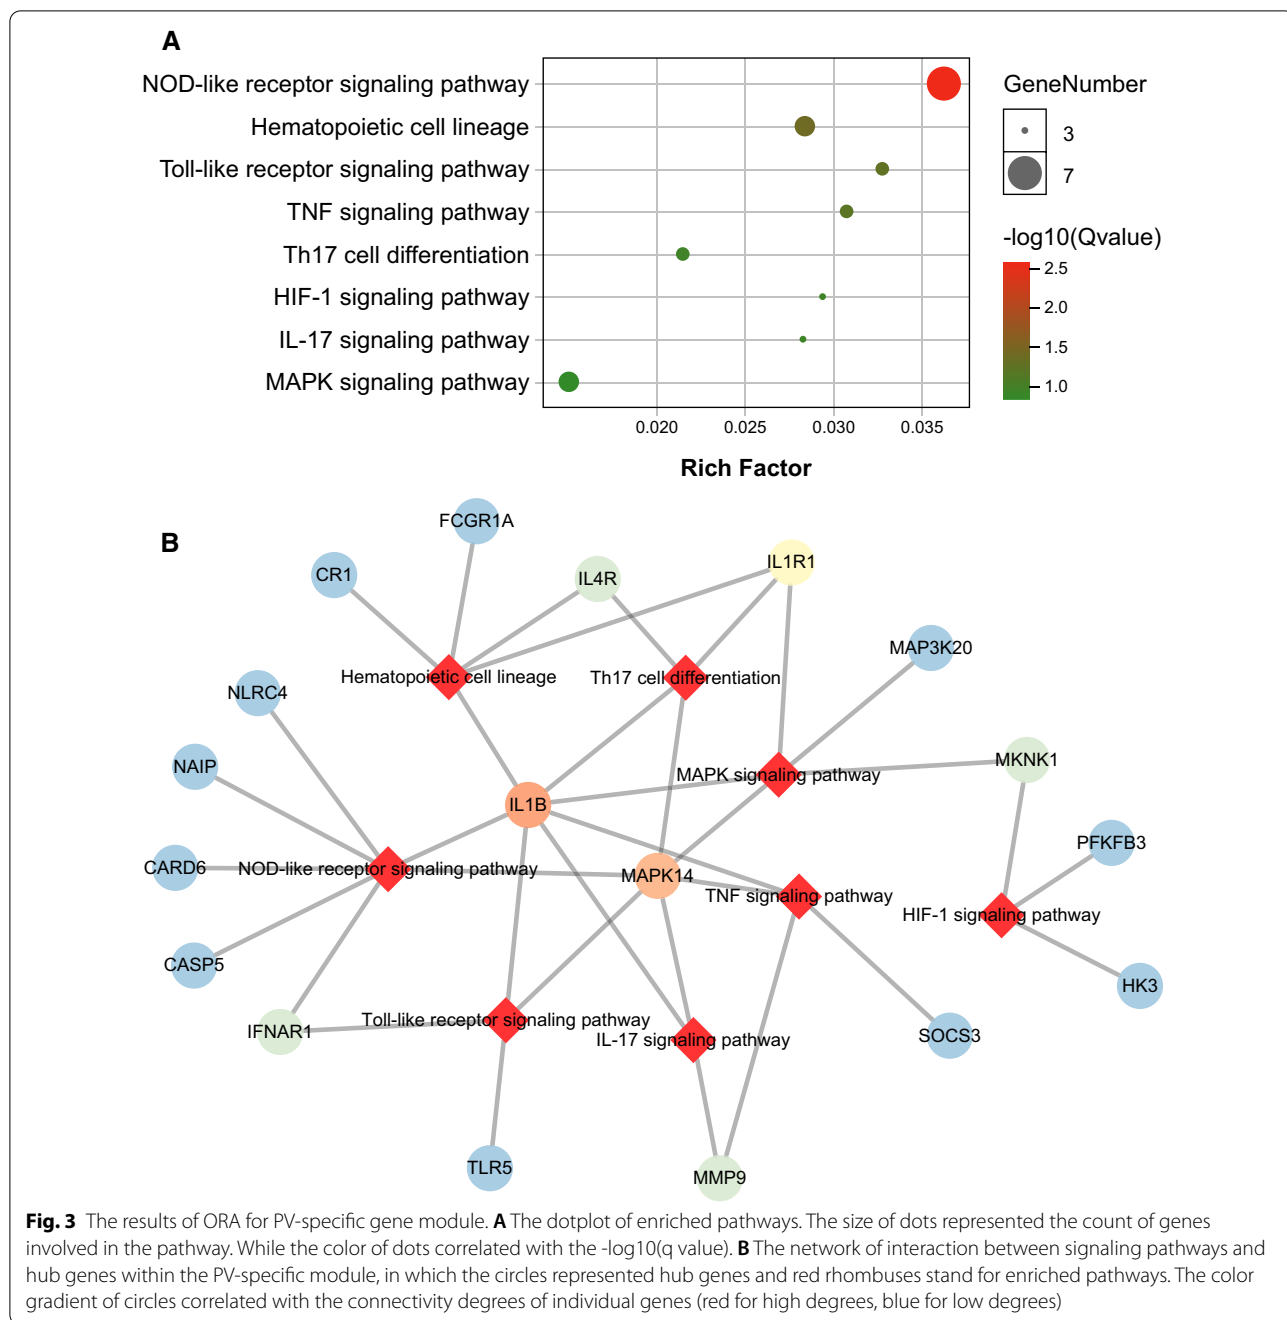 A
NOD-like receptor signaling pathway
Hematopoietic cell lineage
Toll-like receptor signaling pathway
TNF signaling pathway
Th17 cell differentiation
HIF-1 signaling pathway
IL-17 signaling pathway
MAPK signaling pathway
0.020 0.025 0.030 0.035
Rich Factor
GeneNumber
3
7
-log10(Qvalue)
2.5
2.0
1.5
1.0
B
FCGR1A
CR1
IL4R
IL1R1
MAP3K20
Hematopoietic cell lineage
Th17 cell differentiation
NLRC4
NAIP
MKNK1
MAPK signaling pathway
IL1B
PFKFB3
CARD6
NOD-like receptor signaling pathway
MAPK14
TNF signaling pathway
HIF-1 signaling pathway
CASP5
HK3
IFNAR1
Toll-like receptor signaling pathway
IL-17 signaling pathway
SOCS3
TLR5
MMP9
Fig. 3 The results of ORA for PV-specific gene module. A The dotplot of enriched pathways. The size of dots represented the count of genes
involved in the pathway. While the color of dots correlated with the -log10(q value). B The network of interaction between signaling pathways and
hub genes within the PV-specific module, in which the circles represented hub genes and red rhombuses stand for enriched pathways. The color
gradient of circles correlated with the connectivity degrees of individual genes (red for high degrees, blue for low degrees)